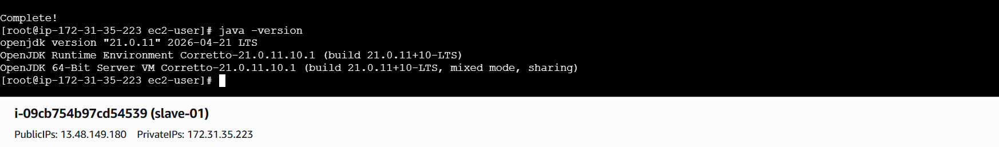 Complete!
[root@ip-172-31-35-223 ec2-user]# java -version
openjdk version "21.0.11" 2026-04-21 LTS
OpenJDK Runtime Environment Corretto-21.0.11.10.1 (build 21.0.11+10-LTS)
OpenJDK 64-Bit Server VM Corretto-21.0.11.10.1 (build 21.0.11+10-LTS, mixed mode, sharing)
[root@ip-172-31-35-223 ec2-user]#
i-09cb754b97cd54539 (slave-01)
PublicIPs: 13.48.149.180 PrivateIPs: 172.31.35.223